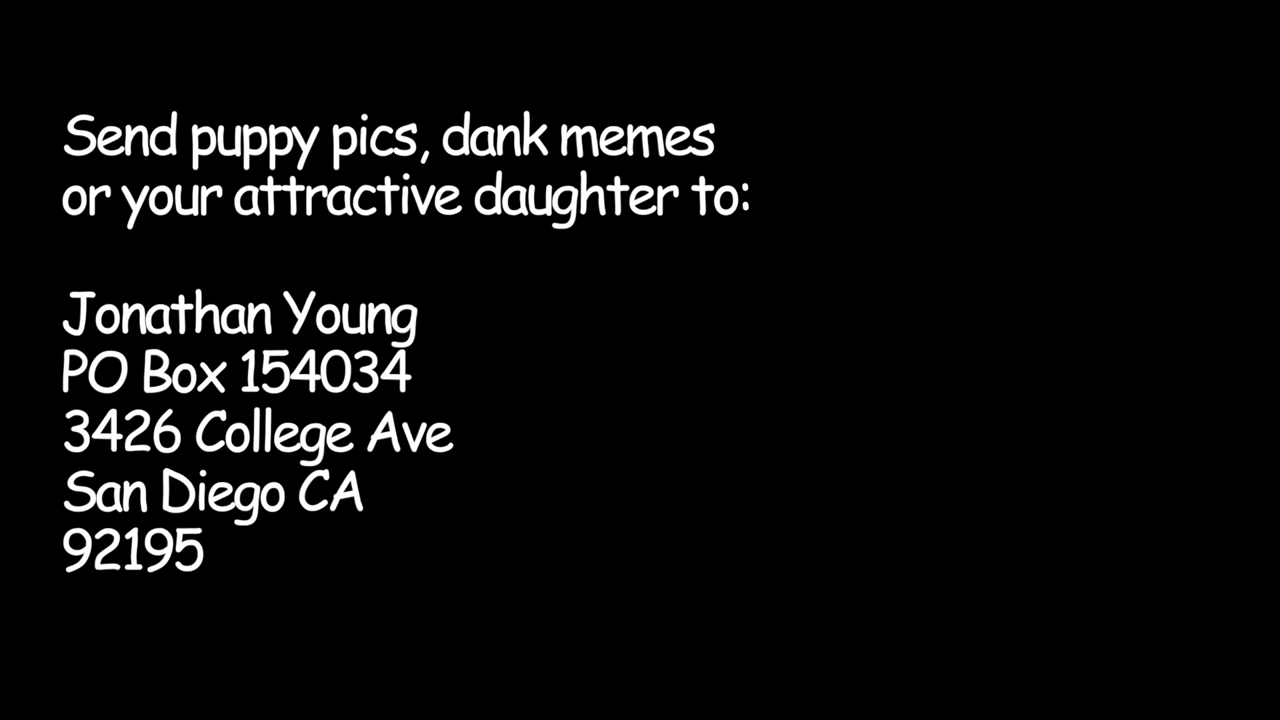 Send puppy pics, dank memes
or your attractive daughter to:
Jonathan Young
PO Box 154034
3426 College Ave
San Diego CA
92195